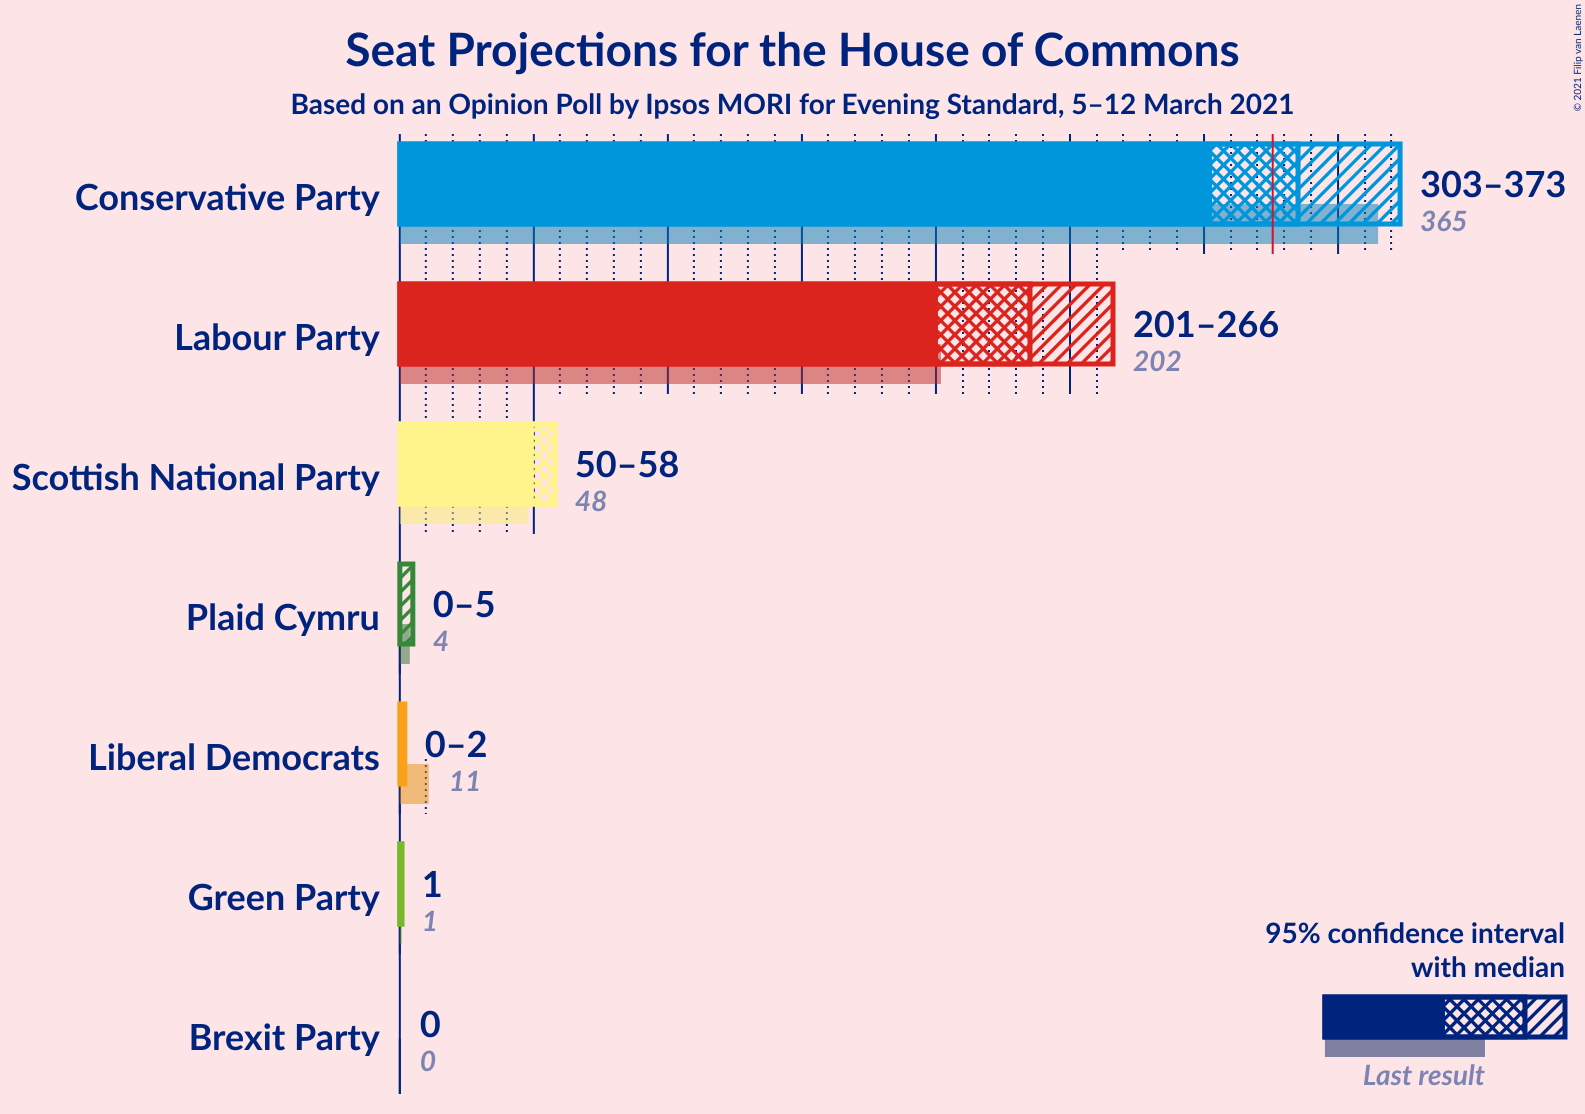 Seat Projections for the House of Commons
Based on an Opinion Poll by Ipsos MORI for Evening Standard, 5–12 March 2021
© 2021 Filip van Laenen
Conservative Party
303–373
365
Labour Party
201–266
202
Scottish National Party
50–58
48
Plaid Cymru
0–5
4
Liberal Democrats
0–2
11
Green Party
1
1
Brexit Party
0
0
95% confidence interval
with median
Last result